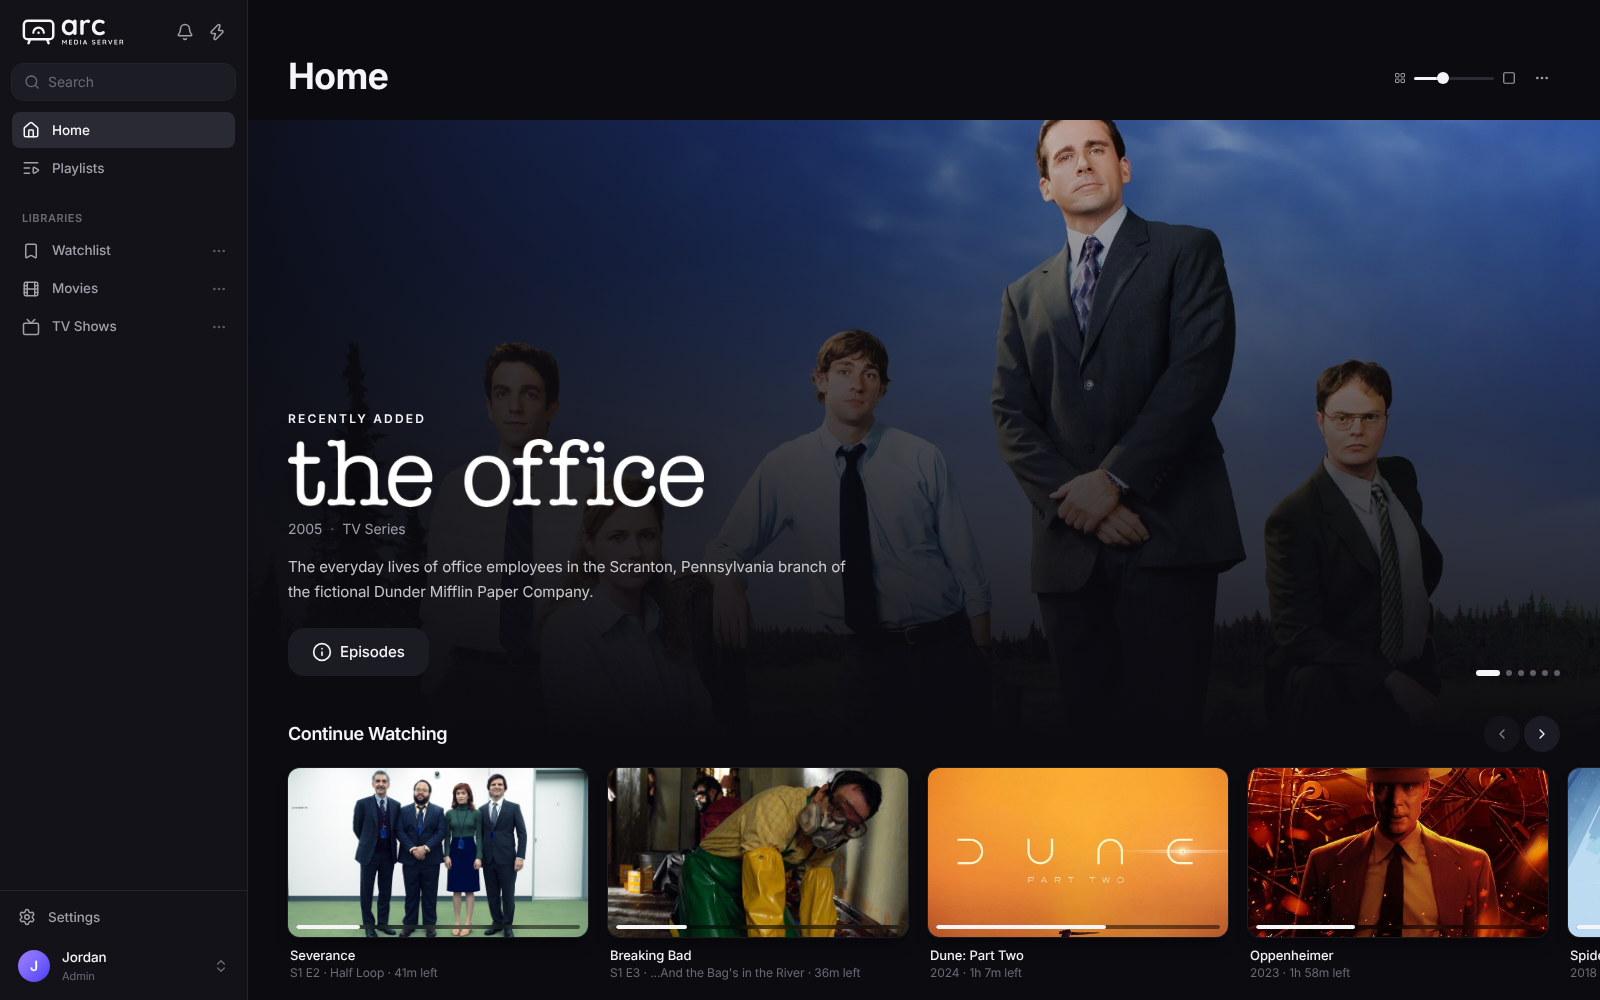 arc
MEDIA SERVER
Search
Home
Playlists
LIBRARIES
Watchlist
Movies
TV Shows
Settings
J
Jordan
Admin
Home
RECENTLY ADDED
the office
2005 · TV Series
The everyday lives of office employees in the Scranton, Pennsylvania branch of
the fictional Dunder Mifflin Paper Company.
Episodes
Continue Watching
DUNE
PART TWO
Severance
S1 E2 · Half Loop · 41m left
Breaking Bad
S1 E3 · ...And the Bag's in the River · 36m left
Dune: Part Two
2024 · 1h 7m left
Oppenheimer
2023 · 1h 58m left
Spide
2018